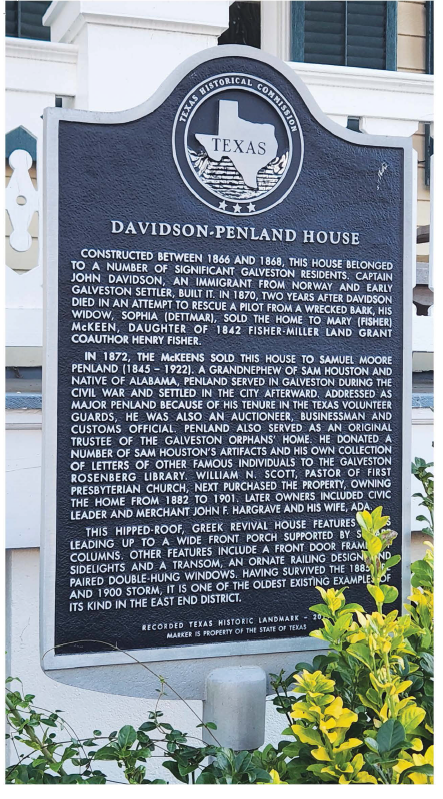 TEXAS HISTORICAL COMMISSION
TEXAS
DAVIDSON-PENLAND HOUSE
CONSTRUCTED BETWEEN 1866 AND 1868, THIS HOUSE BELONGED
TO A NUMBER OF SIGNIFICANT GALVESTON RESIDENTS. CAPTAIN
JOHN DAVIDSON, AN IMMIGRANT FROM NORWAY AND EARLY
GALVESTON SETTLER, BUILT IT. IN 1870, TWO YEARS AFTER DAVIDSON
DIED IN AN ATTEMPT TO RESCUE A PILOT FROM A WRECKED BARK, HIS
WIDOW, SOPHIA (DETTMAR), SOLD THE HOME TO MARY (FISHER)
McKEEN, DAUGHTER OF 1842 FISHER-MILLER LAND GRANT
COAUTHOR HENRY FISHER.
IN 1872, THE McKEENS SOLD THIS HOUSE TO SAMUEL MOORE
PENLAND (1845 – 1922). A GRANDNEPHEW OF SAM HOUSTON AND
NATIVE OF ALABAMA, PENLAND SERVED IN GALVESTON DURING THE
CIVIL WAR AND SETTLED IN THE CITY AFTERWARD. ADDRESSED AS
MAJOR PENLAND BECAUSE OF HIS TENURE IN THE TEXAS VOLUNTEER
GUARDS, HE WAS ALSO AN AUCTIONEER, BUSINESSMAN AND
CUSTOMS OFFICIAL. PENLAND ALSO SERVED AS AN ORIGINAL
TRUSTEE OF THE GALVESTON ORPHANS' HOME. HE DONATED A
NUMBER OF SAM HOUSTON'S ARTIFACTS AND HIS OWN COLLECTION
OF LETTERS OF OTHER FAMOUS INDIVIDUALS TO THE GALVESTON
ROSENBERG LIBRARY. WILLIAM N. SCOTT, PASTOR OF FIRST
PRESBYTERIAN CHURCH, NEXT PURCHASED THE PROPERTY, OWNING
THE HOME FROM 1882 TO 1901. LATER OWNERS INCLUDED CIVIC
LEADER AND MERCHANT JOHN F. HARGRAVE AND HIS WIFE, ADA.
THIS HIPPED-ROOF, GREEK REVIVAL HOUSE FEATURES
LEADING UP TO A WIDE FRONT PORCH SUPPORTED BY
COLUMNS. OTHER FEATURES INCLUDE A FRONT DOOR
SIDELIGHTS AND A TRANSOM, AN ORNATE RAILING DESIGN
PAIRED DOUBLE-HUNG WINDOWS. HAVING SURVIVED THE 1885
AND 1900 STORM, IT IS ONE OF THE OLDEST EXISTING EXAMPLES OF
ITS KIND IN THE EAST END DISTRICT.
RECORDED TEXAS HISTORIC LANDMARK –
MARKER IS PROPERTY OF THE STATE OF TEXAS